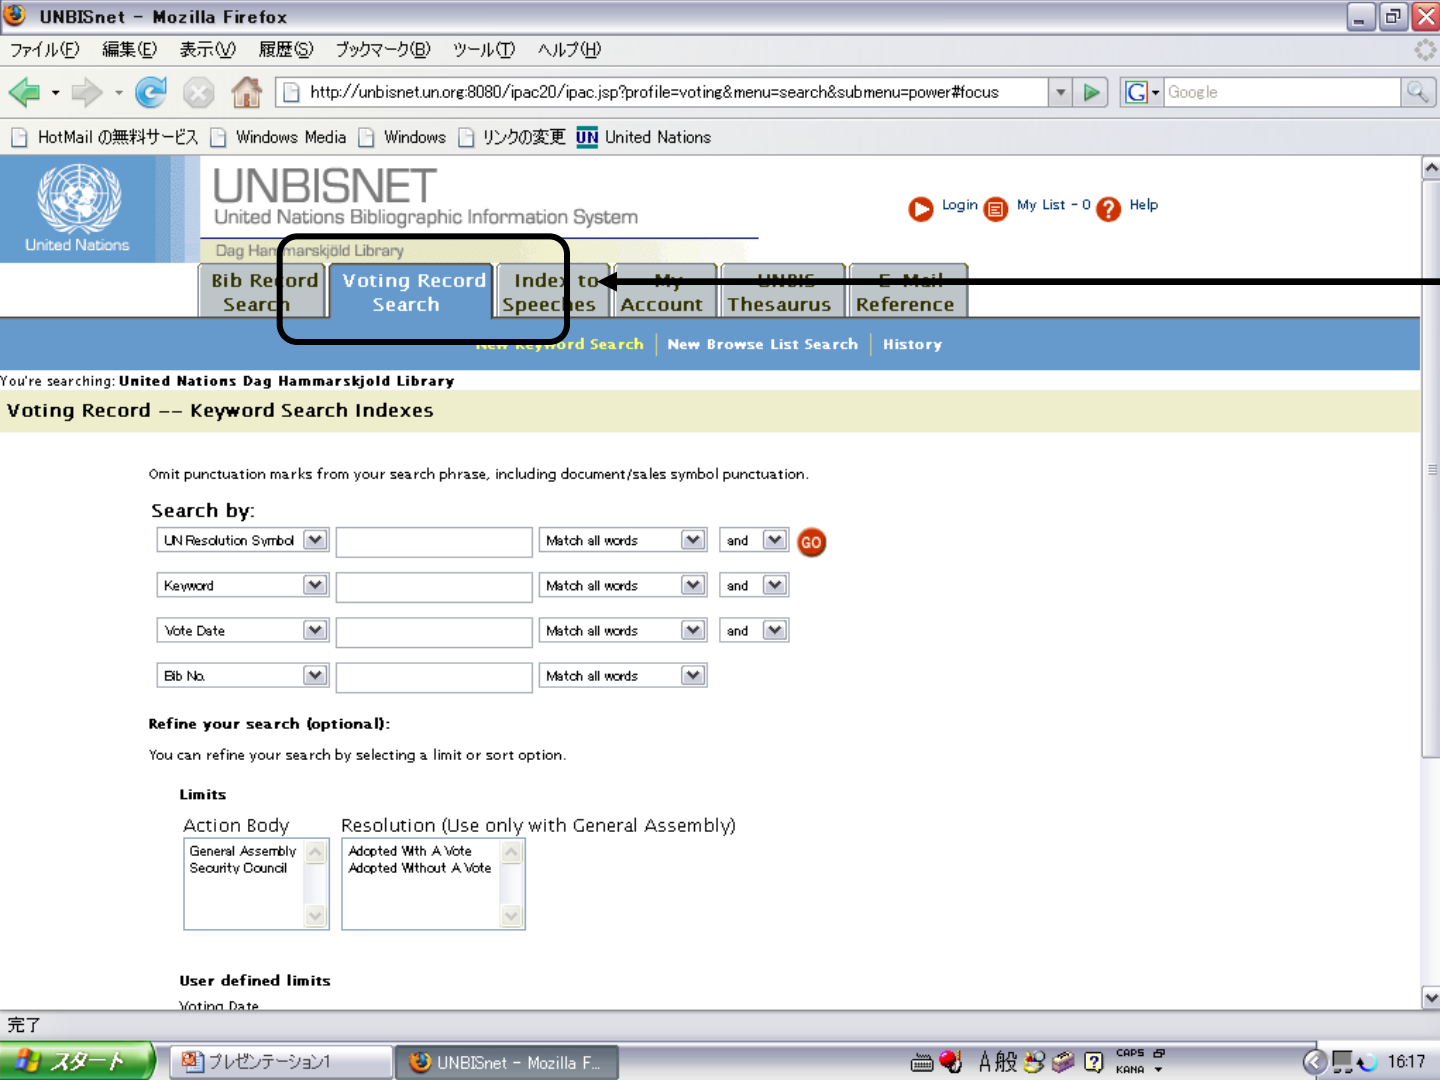 UNBISnet - Mozilla Firefox
ファイル(F) 編集(E) 表示(V) 履歴(S) ブックマーク(B) ツール(T) ヘルプ(H)
http://unbisnet.un.org:8080/ipac20/ipac.jsp?profile=voting&menu=search&submenu=power#focus
G Google
HotMail の無料サービス Windows Media Windows リンクの変更 UN United Nations
UNBISNET
United Nations Bibliographic Information System
Login My List - 0 ? Help
United Nations
Dag Hammarskjöld Library
Bib Record Search
Voting Record Search
Index to Speeches
My Account
UNBIS Thesaurus
E-Mail Reference
New Keyword Search New Browse List Search History
You're searching: United Nations Dag Hammarskjold Library
Voting Record -- Keyword Search Indexes
Omit punctuation marks from your search phrase, including document/sales symbol punctuation.
Search by:
UN Resolution Symbol Match all words and GO
Keyword Match all words and
Vote Date Match all words and
Bib No. Match all words
Refine your search (optional):
You can refine your search by selecting a limit or sort option.
Limits
Action Body Resolution (Use only with General Assembly)
General Assembly Adopted With A Vote
Security Council Adopted Without A Vote
User defined limits
Voting Date
完了
スタート プレゼンテーション1 UNBISnet - Mozilla F... A般 ? CAPS KANA 16:17